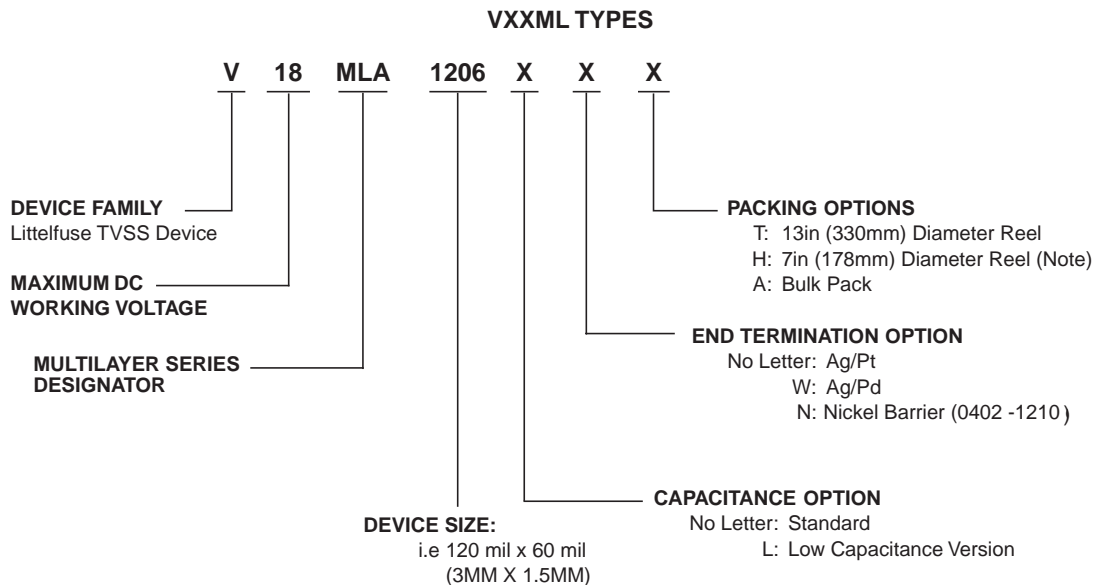 VXXML TYPES
V 18 MLA 1206 X X X
DEVICE FAMILY
Littelfuse TVSS Device
MAXIMUM DC
WORKING VOLTAGE
MULTILAYER SERIES
DESIGNATOR
DEVICE SIZE:
i.e 120 mil x 60 mil
(3MM X 1.5MM)
PACKING OPTIONS
T: 13in (330mm) Diameter Reel
H: 7in (178mm) Diameter Reel (Note)
A: Bulk Pack
END TERMINATION OPTION
No Letter: Ag/Pt
W: Ag/Pd
N: Nickel Barrier (0402 -1210)
CAPACITANCE OPTION
No Letter: Standard
L: Low Capacitance Version